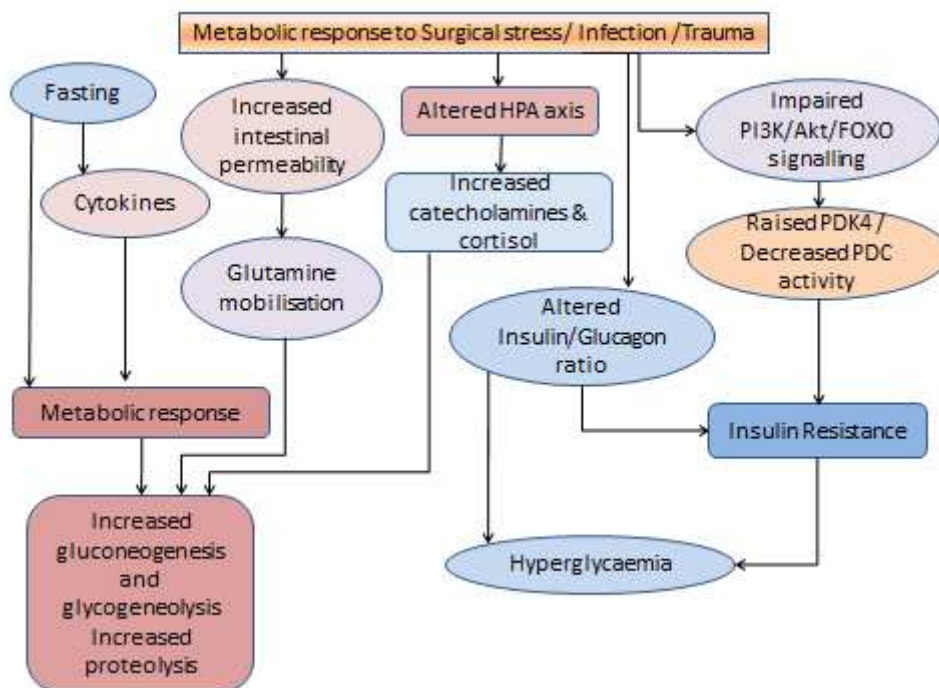 Metabolic response to Surgical stress/ Infection /Trauma
Fasting
Increased
intestinal
permeability
Altered HPA axis
Impaired
PI3K/Akt/FOXO
signalling
Cytokines
Increased
catecholamines &
cortisol
Raised PDK4 /
Decreased PDC
activity
Glutamine
mobilisation
Altered
Insulin/Glucagon
ratio
Metabolic response
Insulin Resistance
Increased
gluconeogenesis
and
glycogeneolysis
Increased
proteolysis
Hyperglycaemia